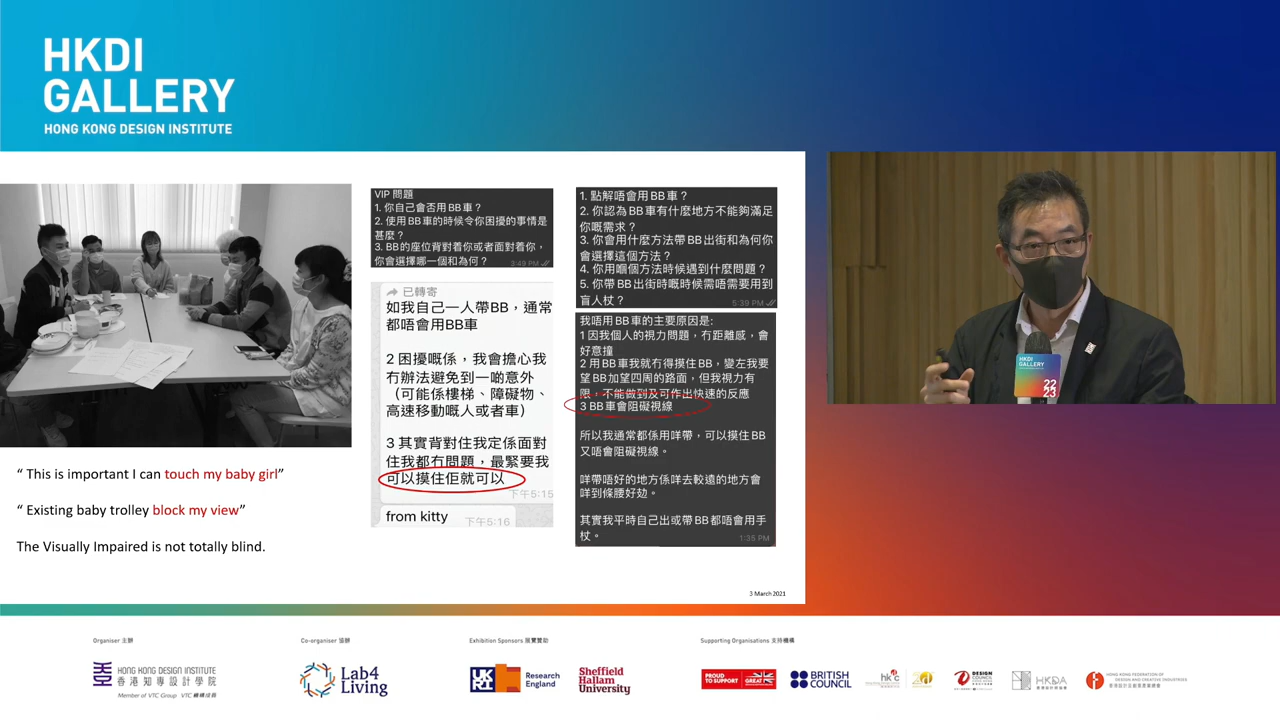 HKDI
GALLERY
HONG KONG DESIGN INSTITUTE
“ This is important I can touch my baby girl”
“ Existing baby trolley block my view”
The Visually Impaired is not totally blind.
VIP 問題
1. 你自己會否用BB車？
2. 使用BB車的時候令你困擾的事情是
甚麼？
3. BB的座位背對着你或者面對着你，
你會選擇哪一個和為何？
3:49 PM
已轉寄
如我自己一人帶BB，通常
都唔會用BB車
2 困擾嘅係，我會擔心我
冇辦法避免到一啲意外
（可能係樓梯、障礙物、
高速移動嘅人或者車）
3 其實背對住我定係面對
住我都冇問題，最緊要我
可以摸住佢就可以
下午5:15
from kitty
下午5:16
1. 點解唔會用BB車？
2. 你認為BB車有什麼地方不能夠滿足
你嘅需求？
3. 你會用什麼方法帶BB出街和為何你
會選擇這個方法？
4. 你用嗰個方法時候遇到什麼問題？
5. 你帶BB出街時嘅時候需唔需要用到
盲人杖？
5:39 PM
我唔用BB車的主要原因是:
1 因我個人的視力問題，冇距離感，會
好意撞
2 用BB車我就冇得摸住BB，變左我要
望BB加望四周的路面，但我視力有
限，不能做到及可作出快速的反應
3 BB車會阻礙視線
所以我通常都係用咩帶，可以摸住BB
又唔會阻礙視線。
咩帶唔好的地方係咩去較遠的地方會
咩到條腰好攰。
其實我平時自己出或帶BB都唔會用手
杖。
1:35 PM
3 March 2021
HKDI
GALLERY
22
23
Organiser 主辦
Co-organiser 協辦
Exhibition Sponsors 展覽贊助
Supporting Organisations 支持機構
HONG KONG DESIGN INSTITUTE
香港知專設計學院
Member of VTC Group VTC 機構成員
Lab4
Living
UK
RI
Research
England
Sheffield
Hallam
University
PROUD
TO SUPPORT
GREAT
BRITISH
COUNCIL
hkc
20
DESIGN
COUNCIL
HKDA
HONG KONG FEDERATION OF
DESIGN AND CREATIVE INDUSTRIES